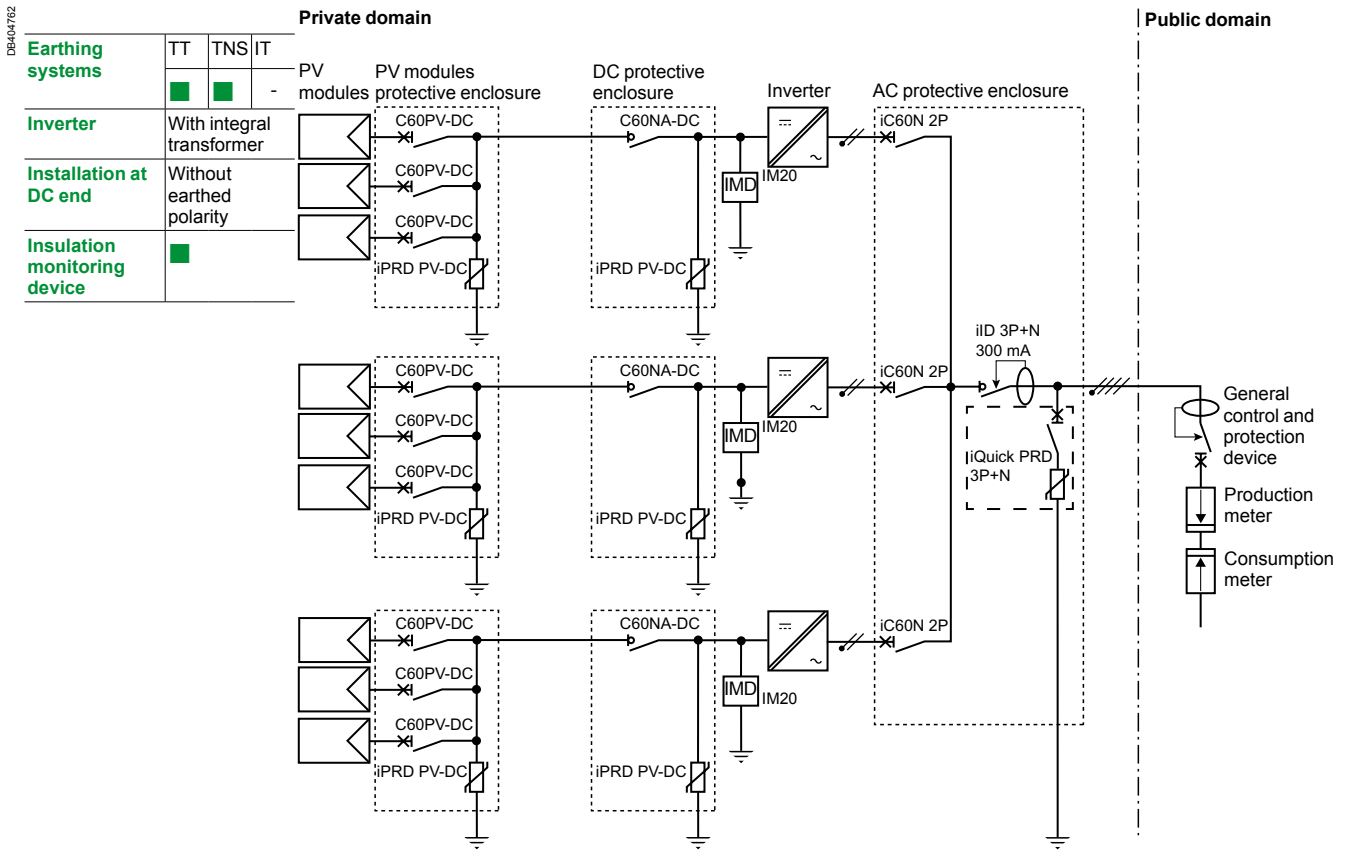 DB404762
Private domain
Public domain
Earthing
systems
TT TNS IT
-
Inverter
With integral
transformer
Installation at
DC end
Without
earthed
polarity
Insulation
monitoring
device
PV
modules
PV modules
protective enclosure
DC protective
enclosure
Inverter
AC protective enclosure
C60PV-DC
C60PV-DC
C60PV-DC
iPRD PV-DC
C60NA-DC
iPRD PV-DC
IMD
IM20
iC60N 2P
C60PV-DC
C60PV-DC
C60PV-DC
iPRD PV-DC
C60NA-DC
iPRD PV-DC
IMD
IM20
iC60N 2P
iID 3P+N
300 mA
iQuick PRD
3P+N
General
control and
protection
device
Production
meter
Consumption
meter
C60PV-DC
C60PV-DC
C60PV-DC
iPRD PV-DC
C60NA-DC
iPRD PV-DC
IMD
IM20
iC60N 2P